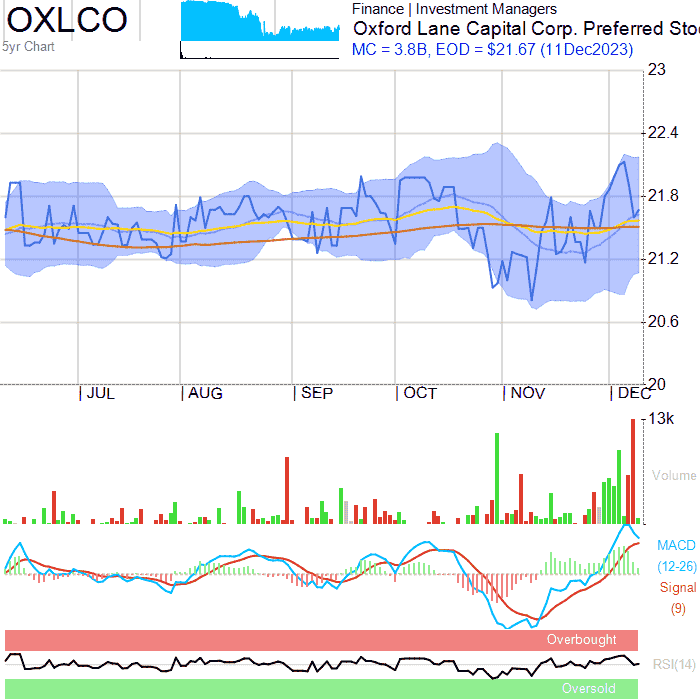 OXLCO
5yr Chart
Finance | Investment Managers
Oxford Lane Capital Corp. Preferred Sto
MC = 3.8B, EOD = $21.67 (11Dec2023)
23
22.4
21.8
21.2
20.6
20
| JUL | AUG | SEP | OCT | NOV | DEC
13k
Volume
MACD
(12-26)
Signal
(9)
Overbought
RSI(14)
Oversold